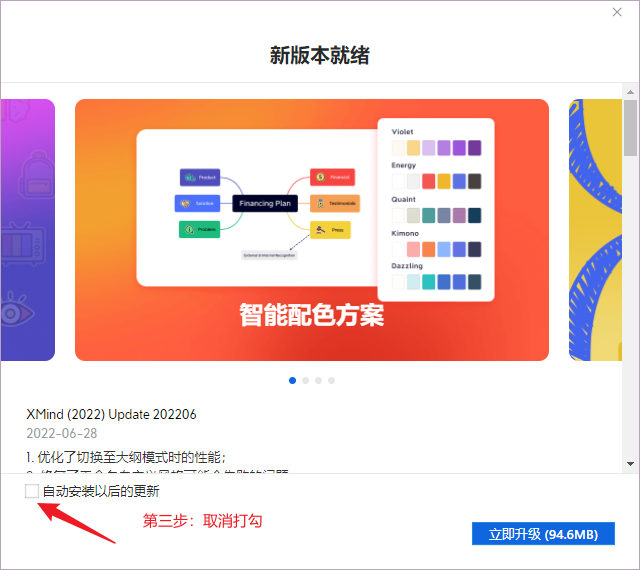 新版本就绪
Violet
Energy
Quaint
Kimono
Dazzling
Product
Solution
Problem
Financing Plan
Financial
Testimonials
Press
External & Internal Recognition
智能配色方案
XMind (2022) Update 202206
2022-06-28
1. 优化了切换至大纲模式时的性能；
自动安装以后的更新
第三步：取消打勾
立即升级 (94.6MB)